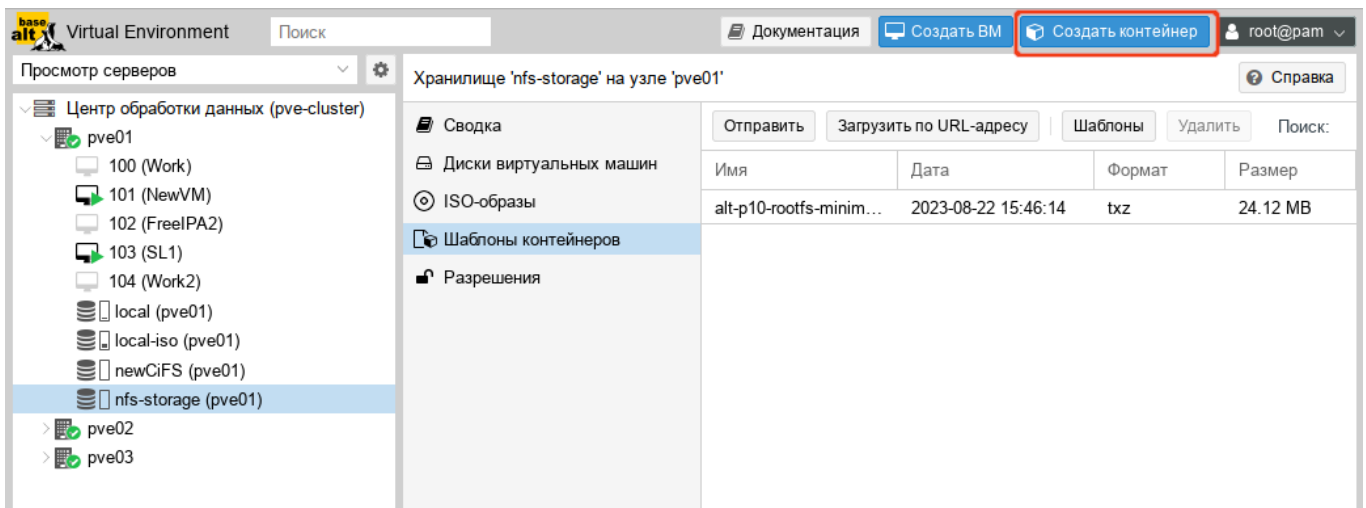 base alt Virtual Environment Поиск Документация Создать ВМ Создать контейнер root@pam
Просмотр серверов
Центр обработки данных (pve-cluster)
pve01
100 (Work)
101 (NewVM)
102 (FreeIPA2)
103 (SL1)
104 (Work2)
local (pve01)
local-iso (pve01)
newCiFS (pve01)
nfs-storage (pve01)
pve02
pve03
Хранилище 'nfs-storage' на узле 'pve01' Справка
Сводка
Диски виртуальных машин
ISO-образы
Шаблоны контейнеров
Разрешения
Отправить Загрузить по URL-адресу Шаблоны Удалить Поиск:
Имя Дата Формат Размер
alt-p10-rootfs-minim... 2023-08-22 15:46:14 txz 24.12 MB